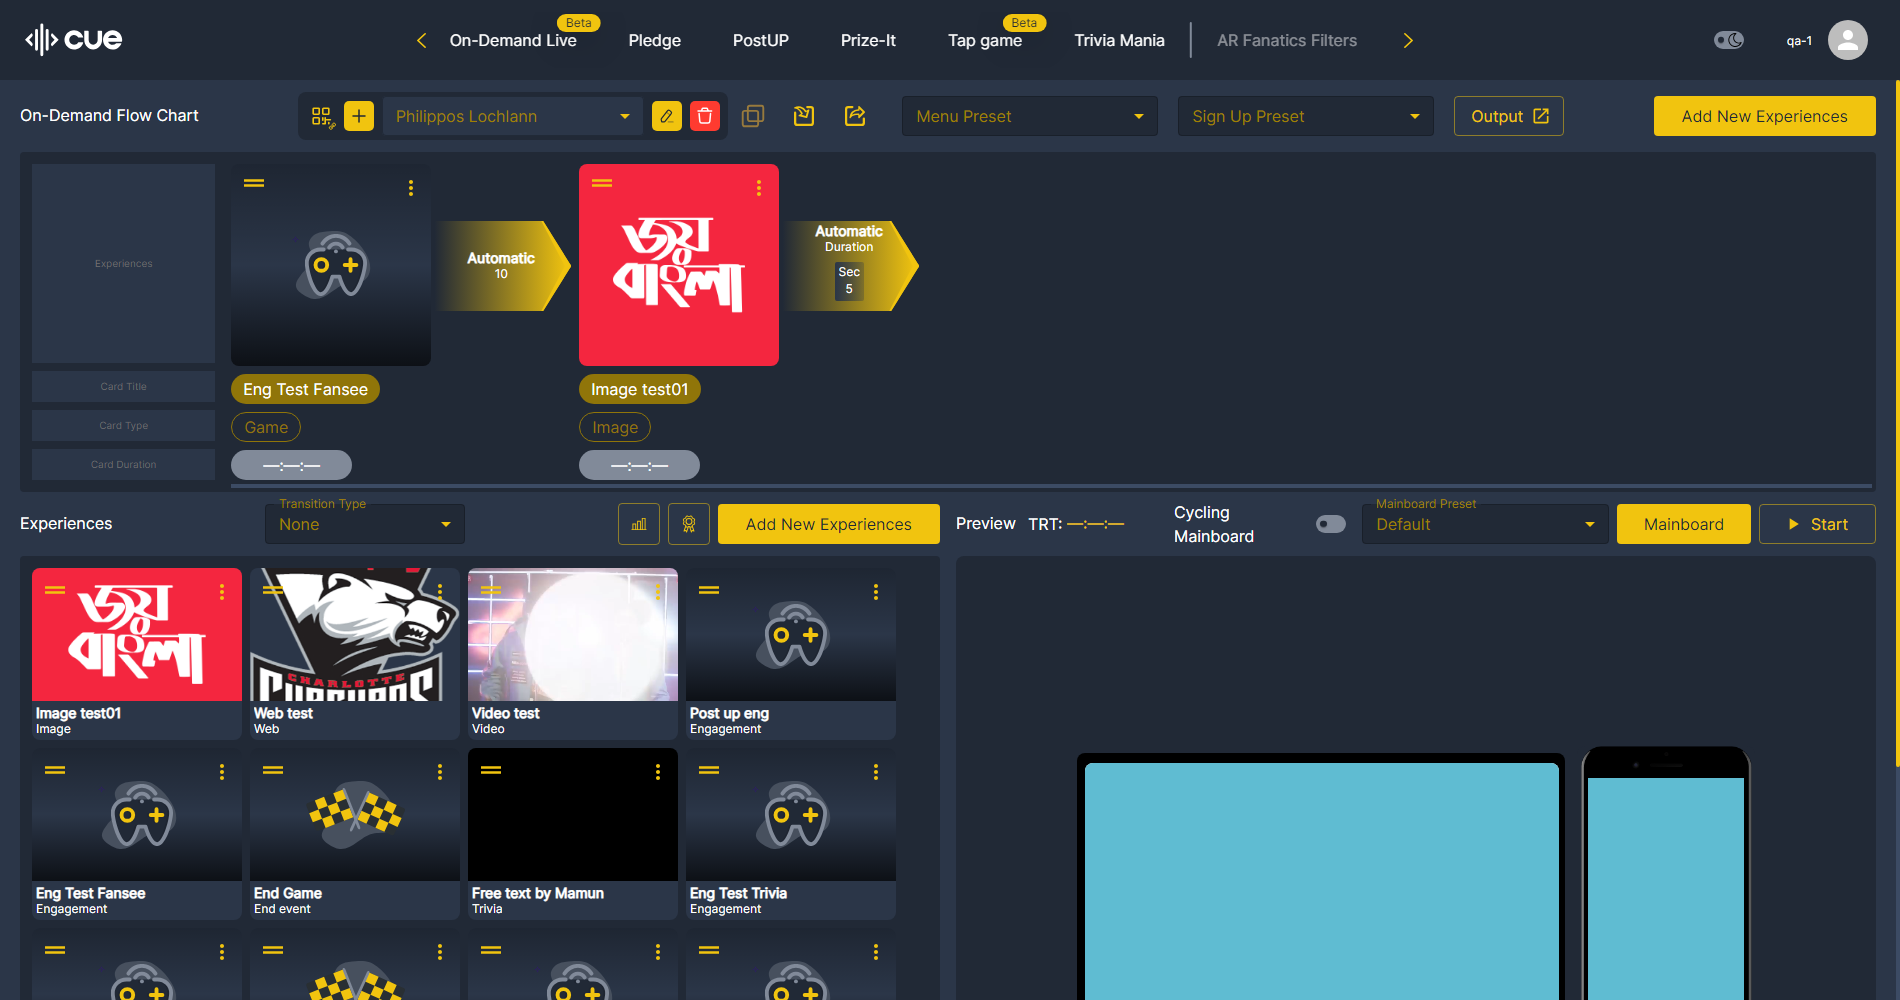 cue
On-Demand Live
Beta
Pledge
PostUP
Prize-It
Tap game
Beta
Trivia Mania
AR Fanatics Filters
qa-1
On-Demand Flow Chart
Philippos Lochlann
Menu Preset
Sign Up Preset
Output
Add New Experiences
Experiences
Card Title
Card Type
Card Duration
Automatic
10
জয়
বাংলা
Automatic
Duration
Sec
5
Eng Test Fansee
Image test01
Game
Image
—:—:—
—:—:—
Experiences
Transition Type
None
Add New Experiences
Preview
TRT: —:—:—
Cycling
Mainboard
Mainboard Preset
Default
Mainboard
Start
জয়
বাংলা
Image test01
Image
CHARLOTTE
Web test
Web
Video test
Video
Post up eng
Engagement
Eng Test Fansee
Engagement
End Game
End event
Free text by Mamun
Trivia
Eng Test Trivia
Engagement